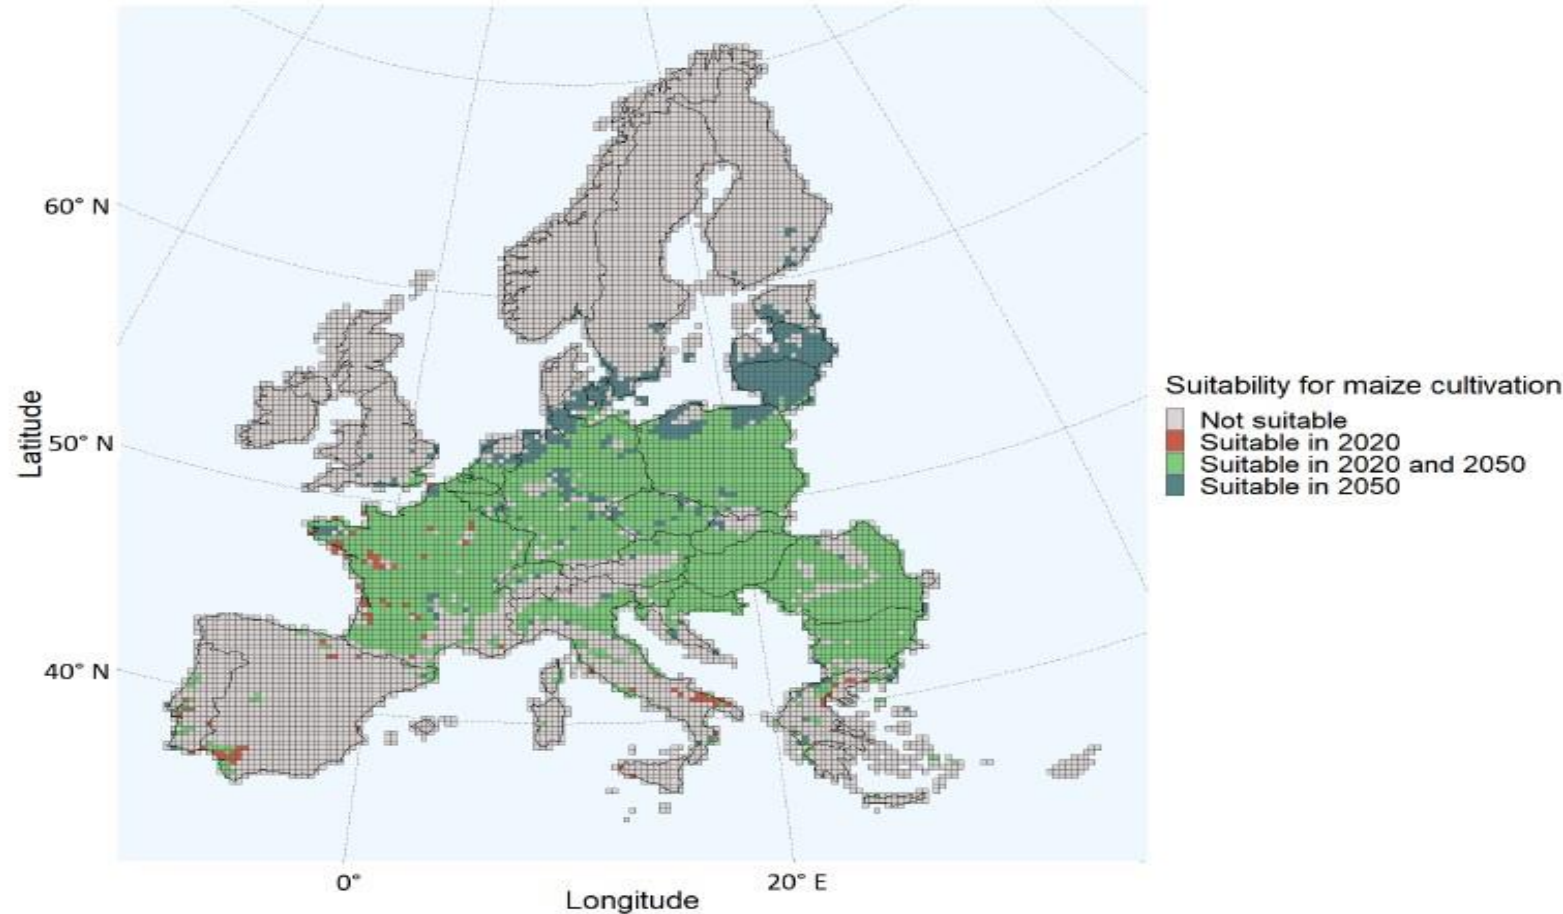 60° N
50° N
40° N
Latitude
0°
20° E
Longitude
Suitability for maize cultivation
Not suitable
Suitable in 2020
Suitable in 2020 and 2050
Suitable in 2050